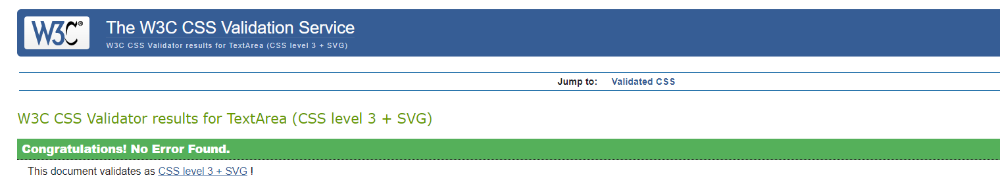 W3C®
The W3C CSS Validation Service
W3C CSS Validator results for TextArea (CSS level 3 + SVG)
Jump to: Validated CSS
W3C CSS Validator results for TextArea (CSS level 3 + SVG)
Congratulations! No Error Found.
This document validates as CSS level 3 + SVG !